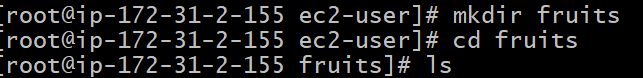 [root@ip-172-31-2-155 ec2-user]# mkdir fruits
[root@ip-172-31-2-155 ec2-user]# cd fruits
[root@ip-172-31-2-155 fruits]# ls